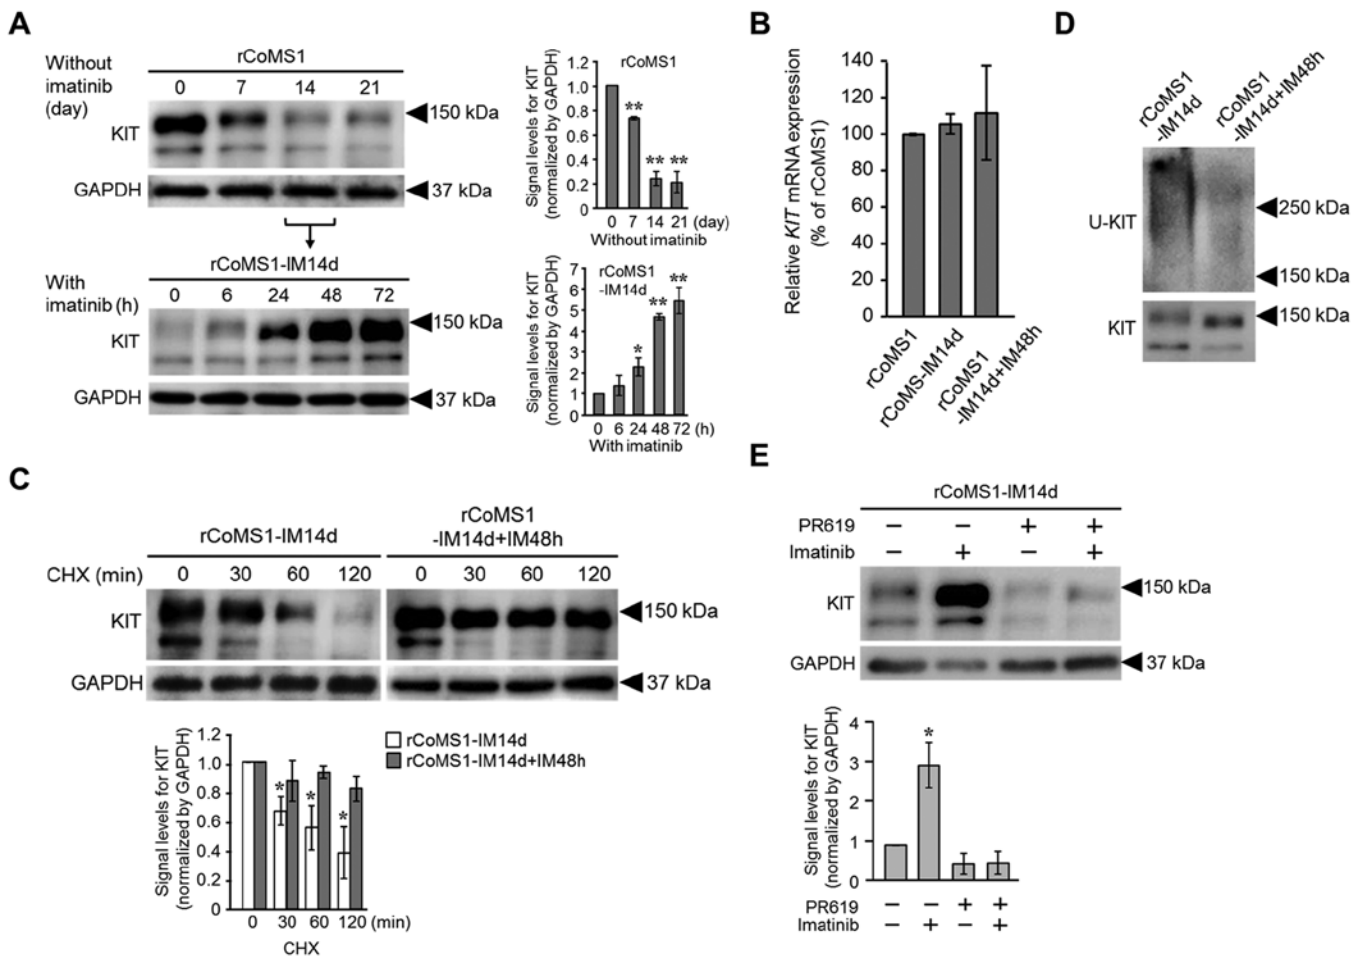 A
rCoMS1
Without
imatinib
(day)
0 7 14 21
KIT
150 kDa
GAPDH
37 kDa
rCoMS1-IM14d
With
imatinib (h)
0 6 24 48 72
KIT
150 kDa
GAPDH
37 kDa
Signal levels for KIT
(normalized by GAPDH)
rCoMS1
1.2
1.0
0.8
0.6
0.4
0.2
0
**
**
**
0 7 14 21 (day)
Without imatinib
Signal levels for KIT
(normalized by GAPDH)
rCoMS1
-IM14d
7
6
5
4
3
2
1
0
*
**
**
0 6 24 48 72 (h)
With imatinib
B
Relative KIT mRNA expression
(% of rCoMS1)
140
120
100
80
60
40
20
0
rCoMS1
rCoMS-IM14d
rCoMS1
-IM14d+IM48h
D
rCoMS1
-IM14d
rCoMS1
-IM14d+IM48h
U-KIT
250 kDa
150 kDa
KIT
150 kDa
C
rCoMS1-IM14d
rCoMS1
-IM14d+IM48h
CHX (min)
0 30 60 120 0 30 60 120
KIT
150 kDa
GAPDH
37 kDa
Signal levels for KIT
(normalized by GAPDH)
1.2
1.0
0.8
0.6
0.4
0.2
0
*
*
*
rCoMS1-IM14d
rCoMS1-IM14d+IM48h
0 30 60 120 (min)
CHX
E
rCoMS1-IM14d
PR619 − − + +
Imatinib − + − +
KIT
150 kDa
GAPDH
37 kDa
Signal levels for KIT
(normalized by GAPDH)
4
3
2
1
0
*
PR619 − − + +
Imatinib − + − +